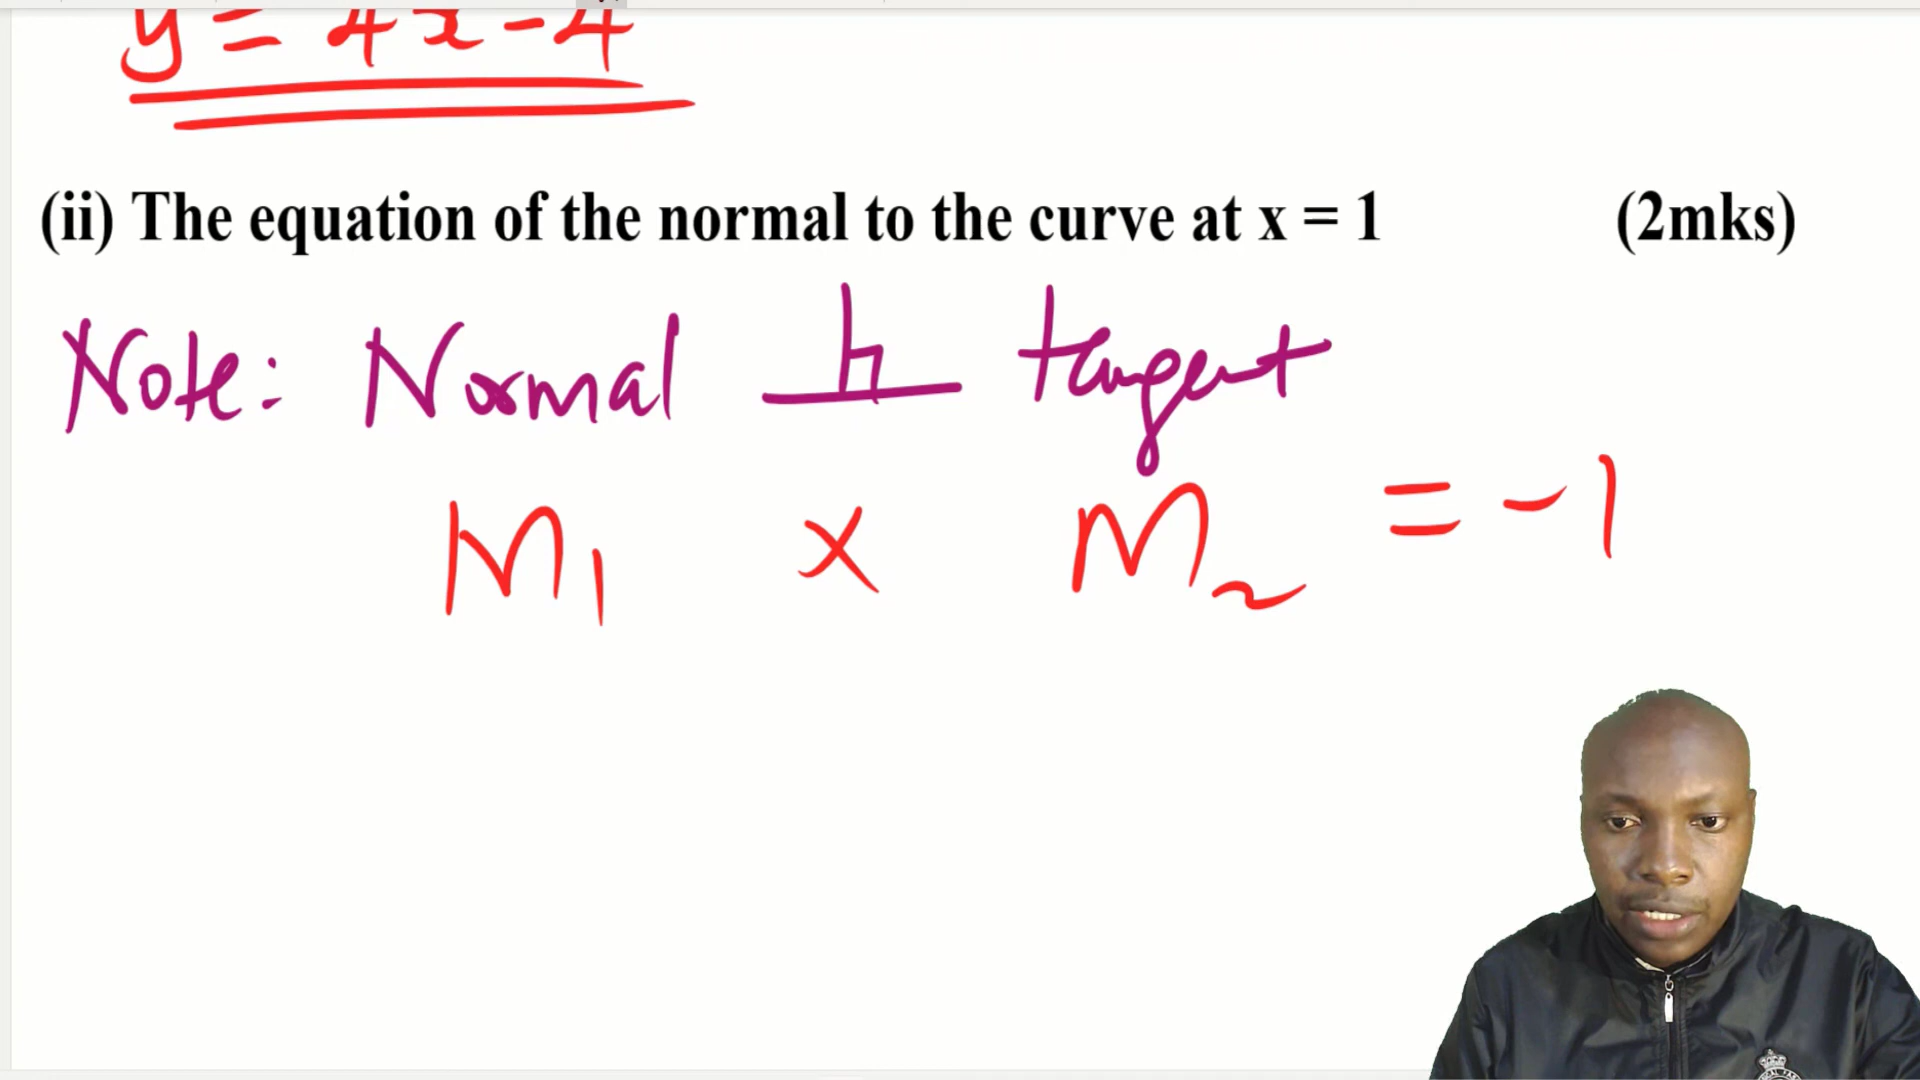 y = 4x - 4
(ii) The equation of the normal to the curve at x = 1 (2mks)
Note: Normal ⊥ tangent
M₁ x M₂ = -1